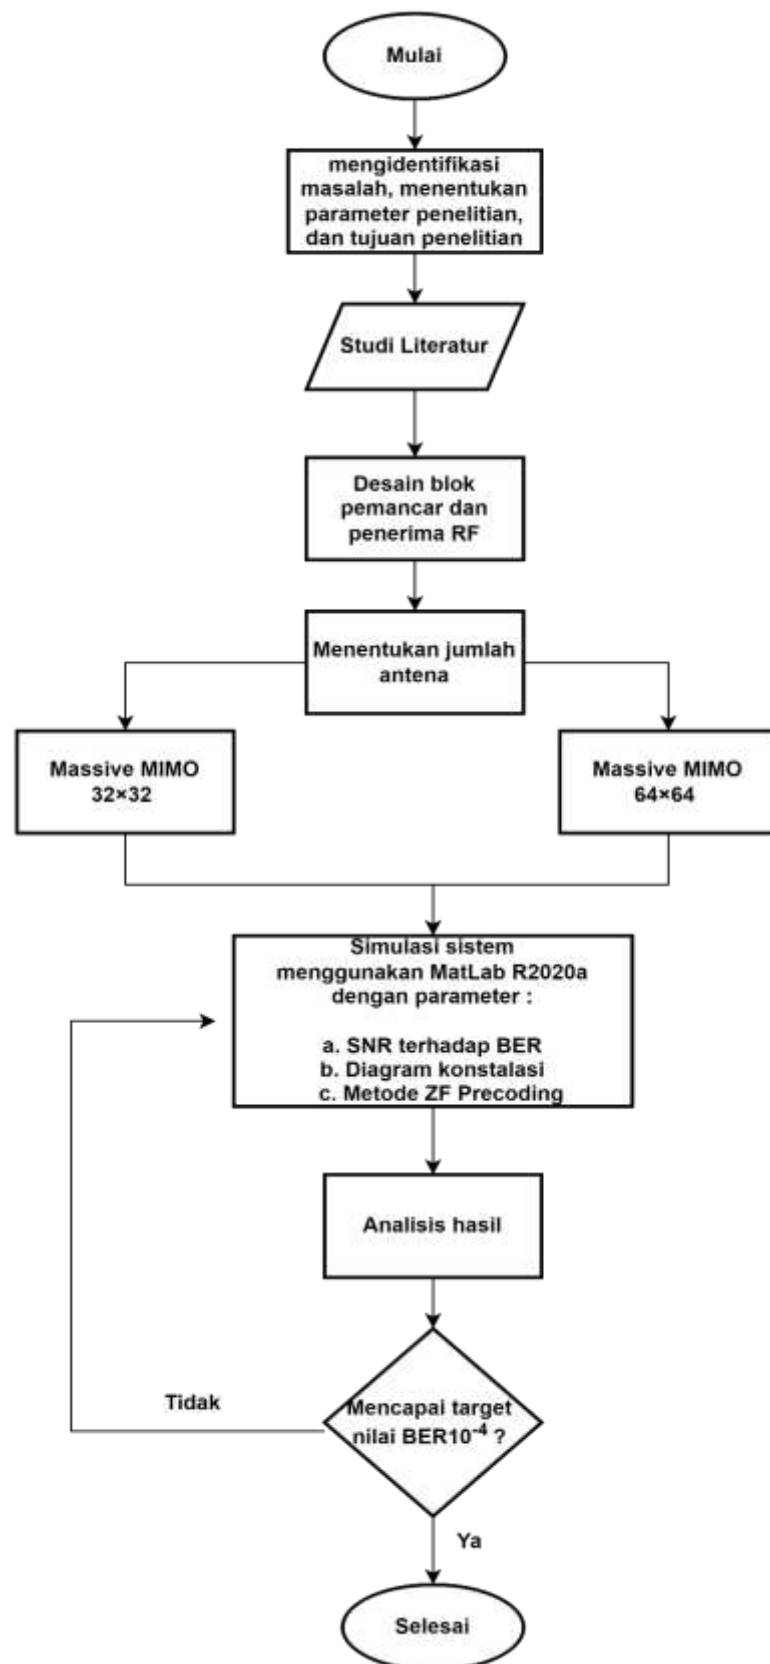 Mulai
mengidentifikasi
masalah, menentukan
parameter penelitian,
dan tujuan penelitian
Studi Literatur
Desain blok
pemancar dan
penerima RF
Menentukan jumlah
antena
Massive MIMO
32×32
Massive MIMO
64×64
Simulasi sistem
menggunakan MatLab R2020a
dengan parameter :
a. SNR terhadap BER
b. Diagram konstalasi
c. Metode ZF Precoding
Analisis hasil
Mencapai target
nilai BER10⁻⁴ ?
Tidak
Ya
Selesai